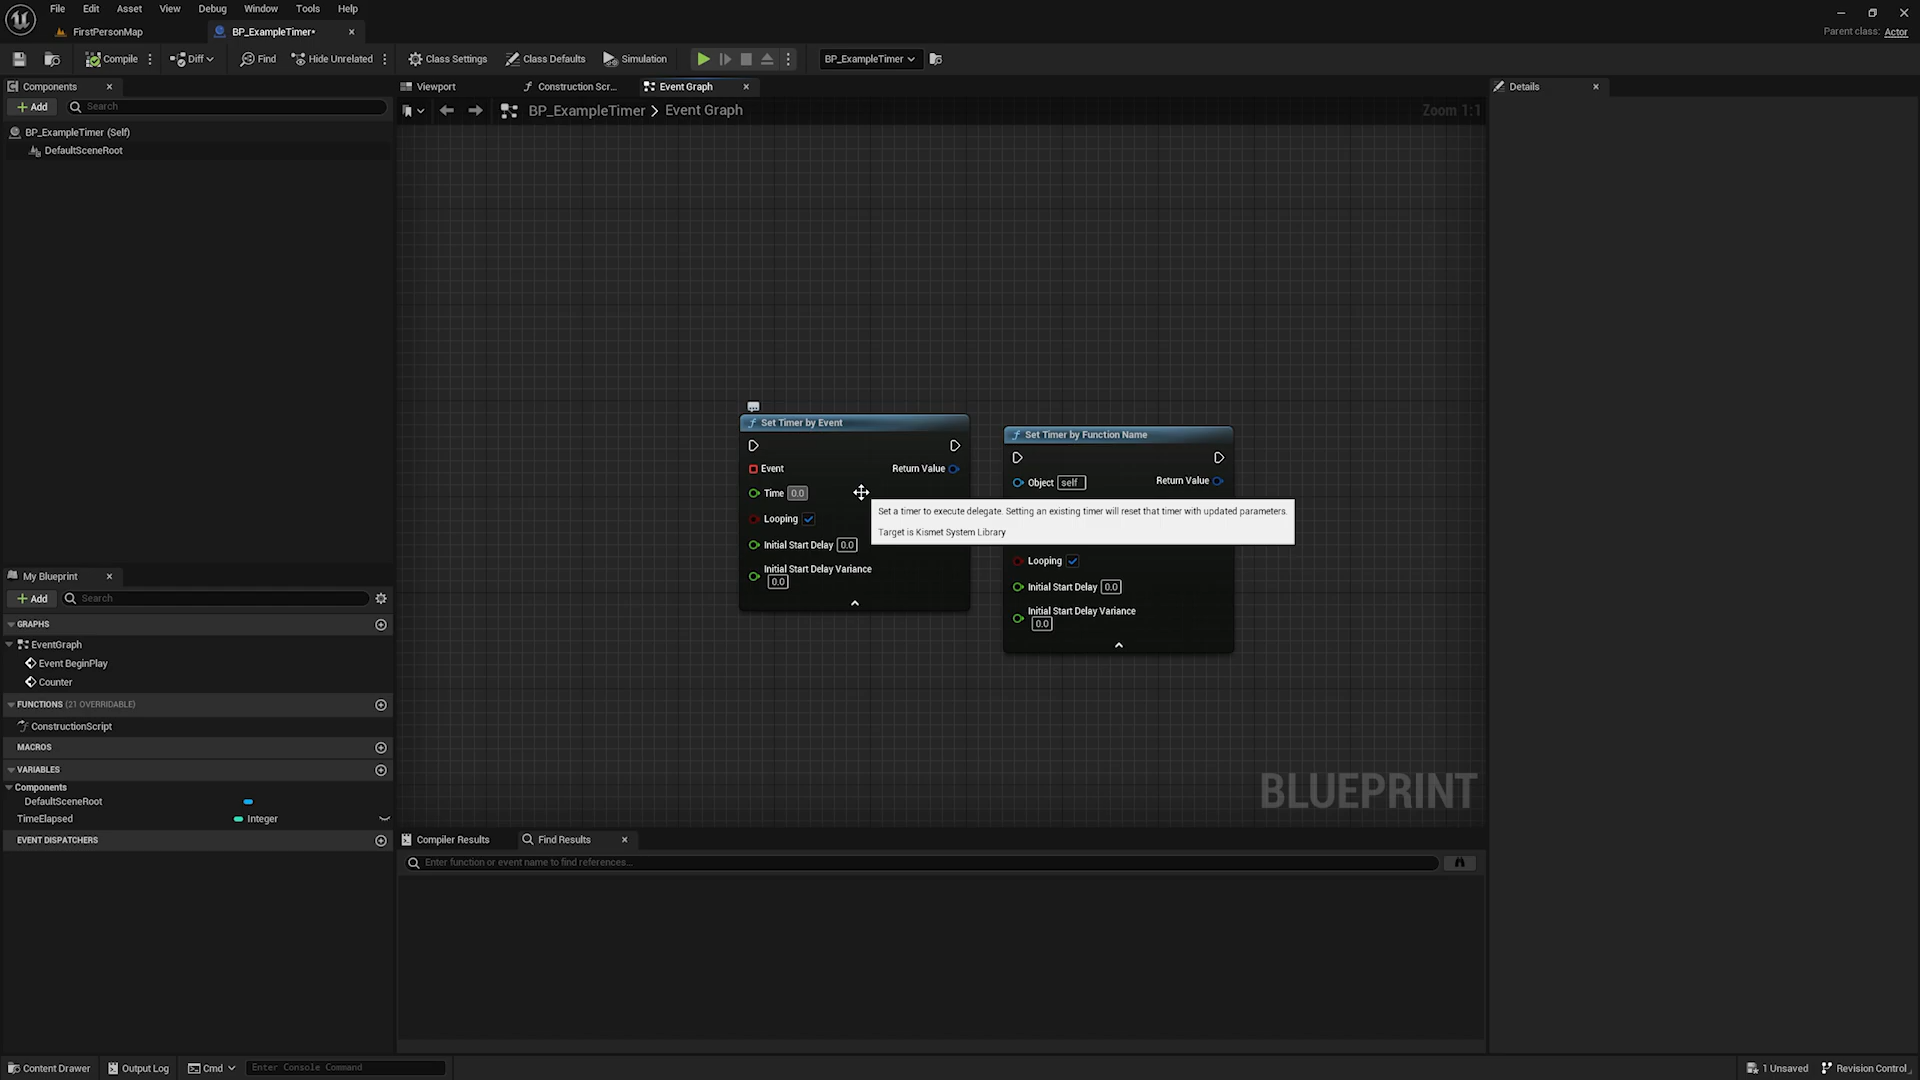 File Edit Asset View Debug Window Tools Help
FirstPersonMap BP_ExampleTimer•
Parent class: Actor
Compile Diff Find Hide Unrelated Class Settings Class Defaults Simulation BP_ExampleTimer
Components
Viewport Construction Scr... Event Graph
Details
Add Search
BP_ExampleTimer > Event Graph
Zoom 1:1
BP_ExampleTimer (Self)
DefaultSceneRoot
Set Timer by Event
Event Return Value
Time 0.0
Looping
Initial Start Delay 0.0
Initial Start Delay Variance
0.0
Set Timer by Function Name
Object self Return Value
Set a timer to execute delegate. Setting an existing timer will reset that timer with updated parameters.
Target is Kismet System Library
Looping
Initial Start Delay 0.0
Initial Start Delay Variance
0.0
BLUEPRINT
My Blueprint
Add Search
GRAPHS
EventGraph
Event BeginPlay
Counter
FUNCTIONS (21 OVERRIDABLE)
ConstructionScript
MACROS
VARIABLES
Components
DefaultSceneRoot
TimeElapsed Integer
EVENT DISPATCHERS
Compiler Results Find Results
Enter function or event name to find references...
Content Drawer Output Log Cmd Enter Console Command
1 Unsaved Revision Control